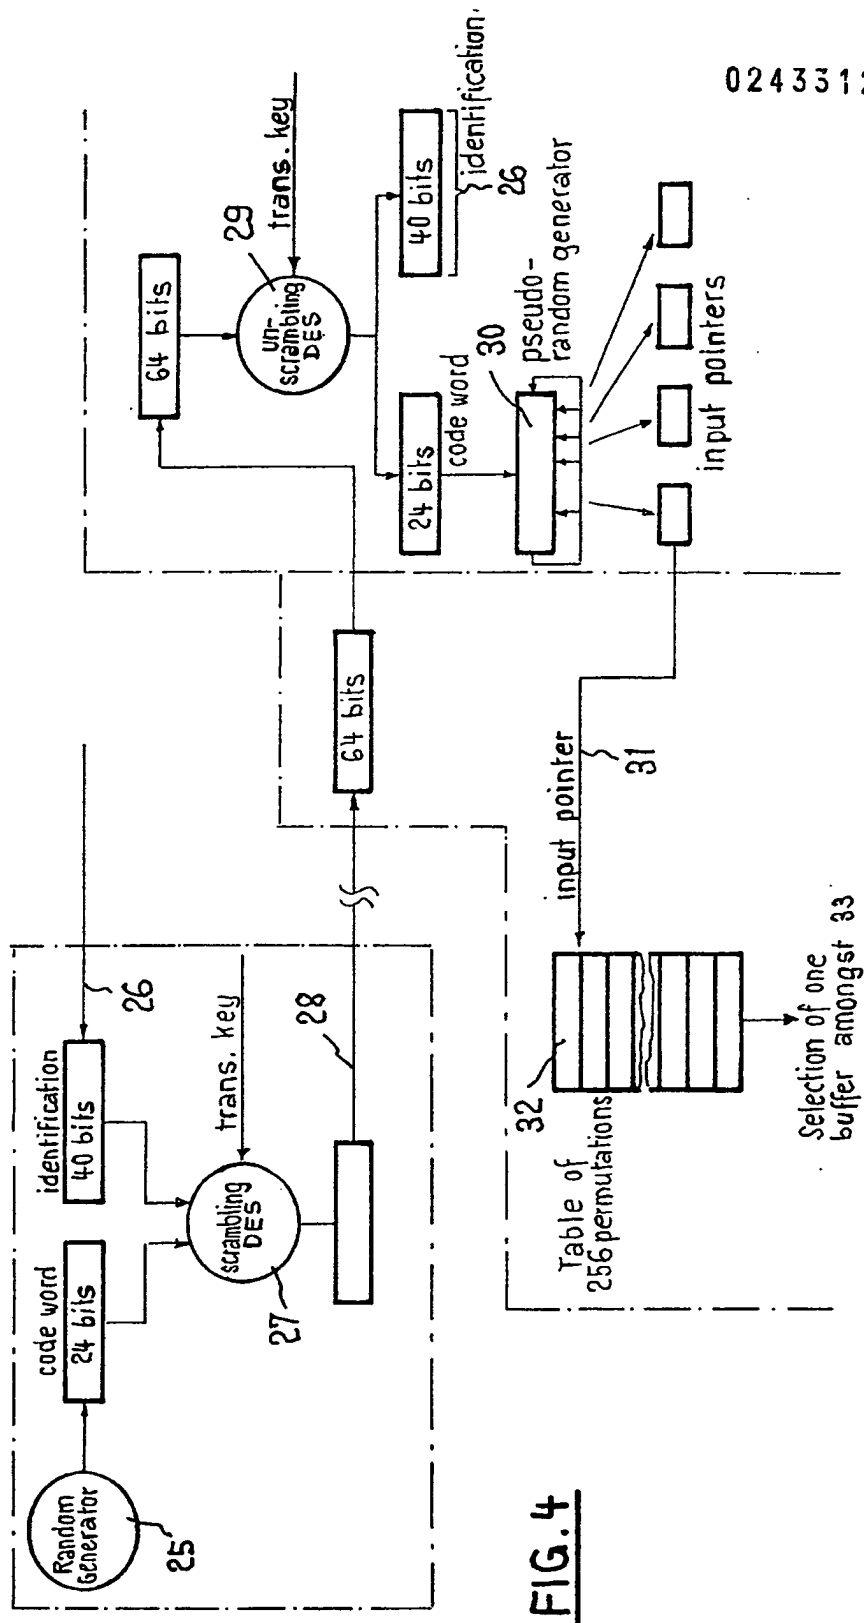 0243312
Random
Generator
25
code word
24 bits
identification
40 bits
26
scrambling
DES
27
trans. key
28
64 bits
64 bits
un-
scrambling
DES
29
trans. key
24 bits
code word
40 bits
identification.
26
30
pseudo-
random generator
input pointers
input pointer
31
32
Table of
256 permutations
Selection of one
buffer amongst 33
FIG. 4